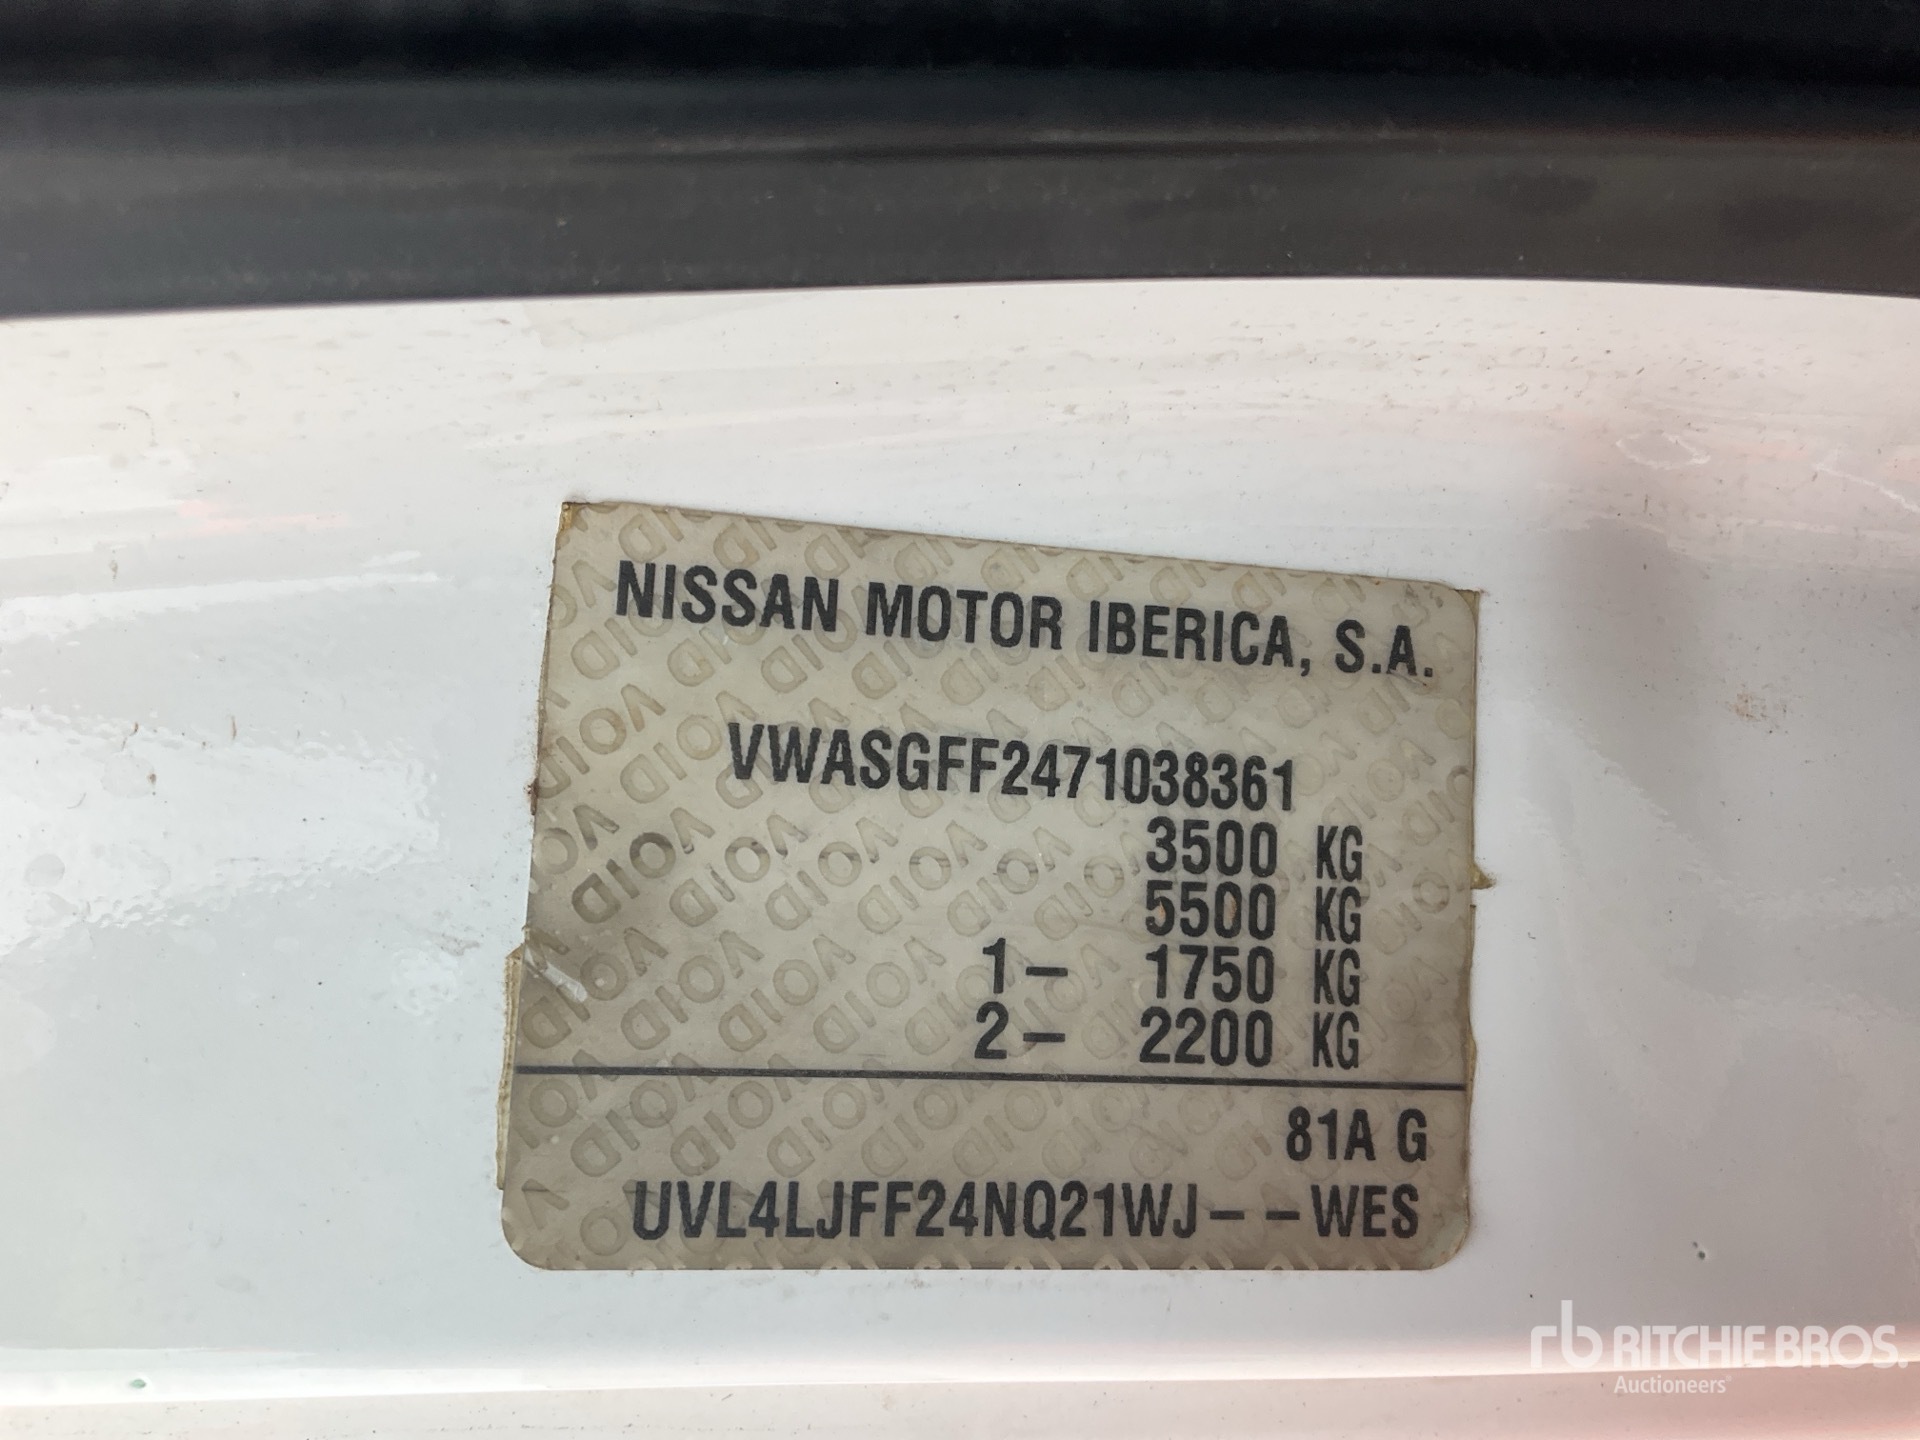 NISSAN MOTOR IBERICA, S.A.
VWASGFF2471038361
3500 KG
5500 KG
1- 1750 KG
2- 2200 KG
81A G
UVL4LJFF24NQ21WJ--WES
rb RITCHIE BROS.
Auctioneers